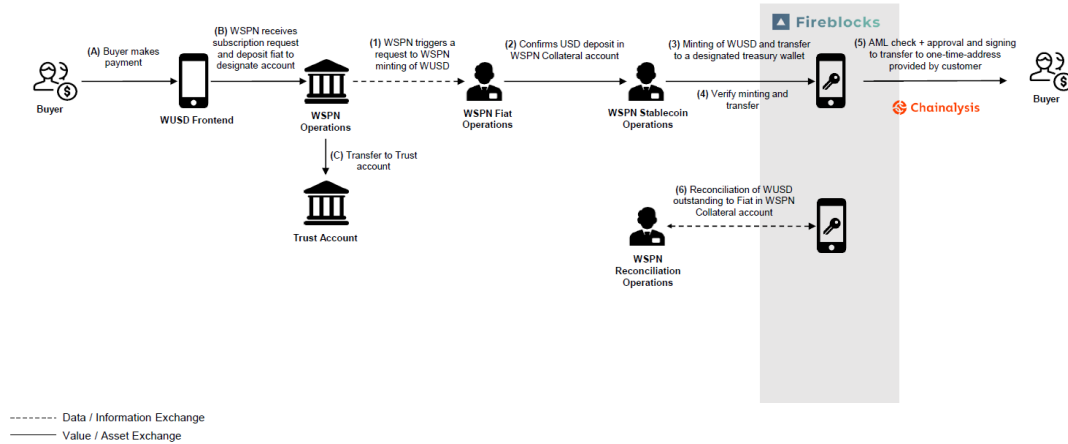 Fireblocks
(A) Buyer makes
payment
(B) WSPN receives
subscription request
and deposit fiat to
designate account
(1) WSPN triggers a
request to WSPN
minting of WUSD
(2) Confirms USD deposit in
WSPN Collateral account
(3) Minting of WUSD and transfer
to a designated treasury wallet
(4) Verify minting and
transfer
(5) AML check + approval and signing
to transfer to one-time-address
provided by customer
Chainalysis
Buyer
WUSD Frontend
WSPN
Operations
WSPN Fiat
Operations
WSPN Stablecoin
Operations
Buyer
(C) Transfer to Trust
account
Trust Account
(6) Reconciliation of WUSD
outstanding to Fiat in WSPN
Collateral account
WSPN
Reconciliation
Operations
Data / Information Exchange
Value / Asset Exchange